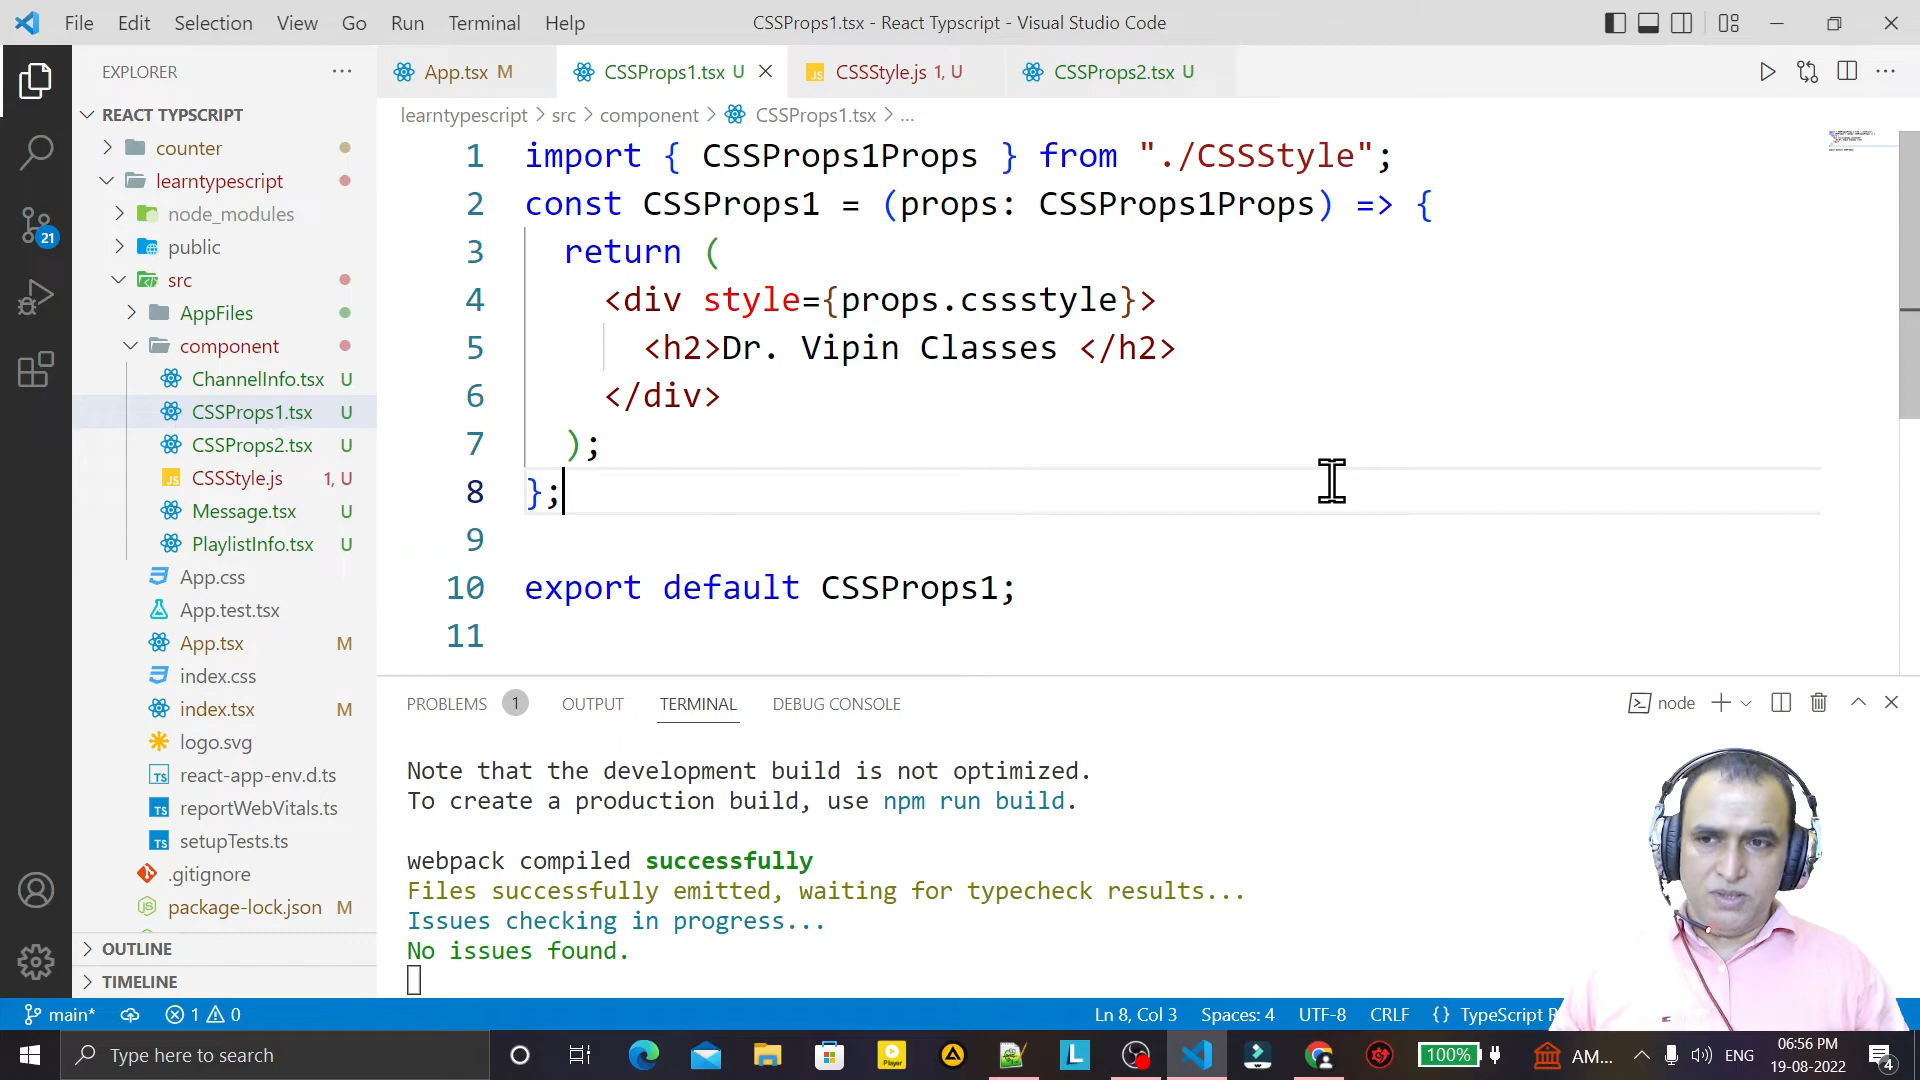 File Edit Selection View Go Run Terminal Help
CSSProps1.tsx - React Typscript - Visual Studio Code
EXPLORER
REACT TYPSCRIPT
counter
learntypescript
node_modules
public
src
AppFiles
component
ChannelInfo.tsx U
CSSProps1.tsx U
CSSProps2.tsx U
CSSStyle.js 1, U
Message.tsx U
PlaylistInfo.tsx U
App.css
App.test.tsx
App.tsx M
index.css
index.tsx M
logo.svg
react-app-env.d.ts
reportWebVitals.ts
setupTests.ts
.gitignore
package-lock.json M
OUTLINE
TIMELINE
21
App.tsx M
CSSProps1.tsx U
CSSStyle.js 1, U
CSSProps2.tsx U
learntypescript > src > component > CSSProps1.tsx > ...
1 import { CSSProps1Props } from "./CSSStyle";
2 const CSSProps1 = (props: CSSProps1Props) => {
3 return (
4 <div style={props.cssstyle}>
5 <h2>Dr. Vipin Classes </h2>
6 </div>
7 );
8 };
9
10 export default CSSProps1;
11
PROBLEMS 1 OUTPUT TERMINAL DEBUG CONSOLE
node
Note that the development build is not optimized.
To create a production build, use npm run build.
webpack compiled successfully
Files successfully emitted, waiting for typecheck results...
Issues checking in progress...
No issues found.
main* 1 0
Ln 8, Col 3 Spaces: 4 UTF-8 CRLF {} TypeScript
Type here to search
100%
AM...
ENG
06:56 PM
19-08-2022
4